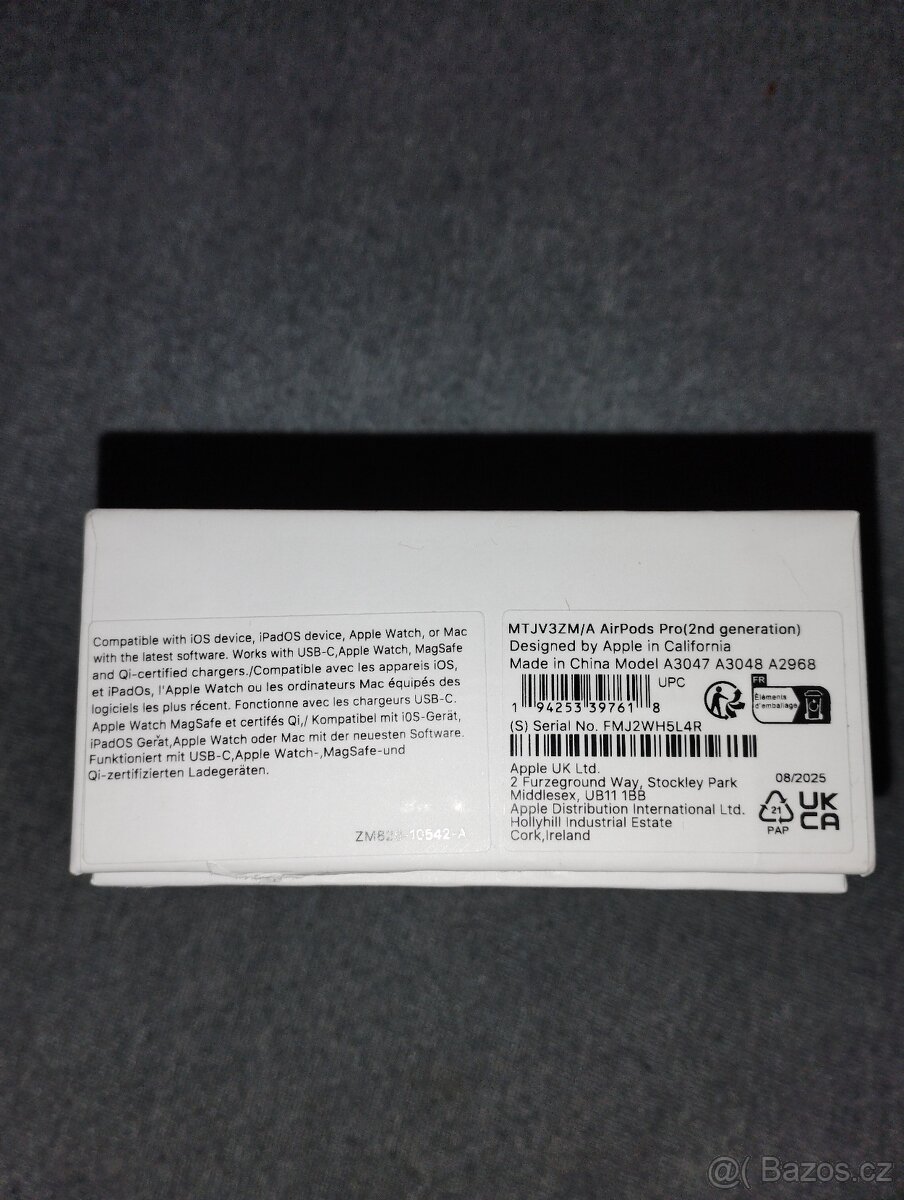 Compatible with iOS device, iPadOS device, Apple Watch, or Mac
with the latest software. Works with USB-C,Apple Watch, MagSafe
and Qi-certified chargers./Compatible avec les appareils iOS,
et iPadOs, l'Apple Watch ou les ordinateurs Mac équipés des
logiciels les plus récent. Fonctionne avec les chargeurs USB-C.
Apple Watch MagSafe et certifés Qi,/ Kompatibel mit iOS-Gerät,
iPadOS Gerät,Apple Watch oder Mac mit der neuesten Software.
Funktioniert mit USB-C,Apple Watch-,MagSafe-und
Qi-zertifizierten Ladegeräten.
MTJV3ZM/A AirPods Pro(2nd generation)
Designed by Apple in California
Made in China Model A3047 A3048 A2968
UPC
1 94253 39761 8
FR
Éléments
d'emballage
(S) Serial No. FMJ2WH5L4R
Apple UK Ltd.
2 Furzeground Way, Stockley Park
Middlesex, UB11 1BB
Apple Distribution International Ltd.
Hollyhill Industrial Estate
Cork,Ireland
08/2025
21
PAP
UK
CA
@( Bazos.cz